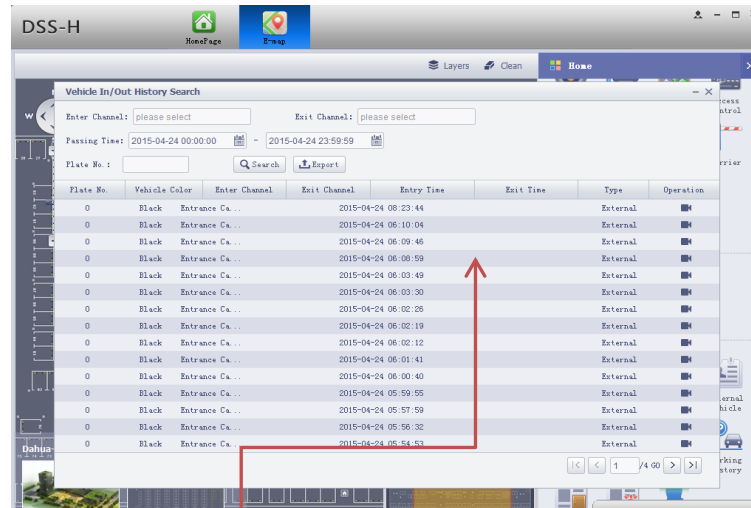 DSS-H
HomePage
E-map
Layers Clean Home
Vehicle In/Out History Search
Enter Channel: please select Exit Channel: please select
Passing Time: 2015-04-24 00:00:00 - 2015-04-24 23:59:59
Plate No.: Search Export
Plate No. Vehicle Color Enter Channel Exit Channel Entry Time Exit Time Type Operation
0 Black Entrance Ca... 2015-04-24 08:23:44 External
0 Black Entrance Ca... 2015-04-24 06:10:04 External
0 Black Entrance Ca... 2015-04-24 06:09:46 External
0 Black Entrance Ca... 2015-04-24 06:08:59 External
0 Black Entrance Ca... 2015-04-24 06:03:49 External
0 Black Entrance Ca... 2015-04-24 06:03:30 External
0 Black Entrance Ca... 2015-04-24 06:02:26 External
0 Black Entrance Ca... 2015-04-24 06:02:19 External
0 Black Entrance Ca... 2015-04-24 06:02:12 External
0 Black Entrance Ca... 2015-04-24 06:01:41 External
0 Black Entrance Ca... 2015-04-24 06:00:40 External
0 Black Entrance Ca... 2015-04-24 05:59:55 External
0 Black Entrance Ca... 2015-04-24 05:57:59 External
0 Black Entrance Ca... 2015-04-24 05:56:32 External
0 Black Entrance Ca... 2015-04-24 05:54:53 External
1 /4 GO
Dahua
W